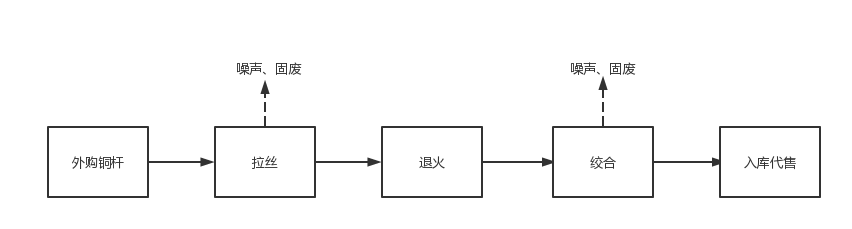 噪声、固废
噪声、固废
外购铜杆
拉丝
退火
绞合
入库代售